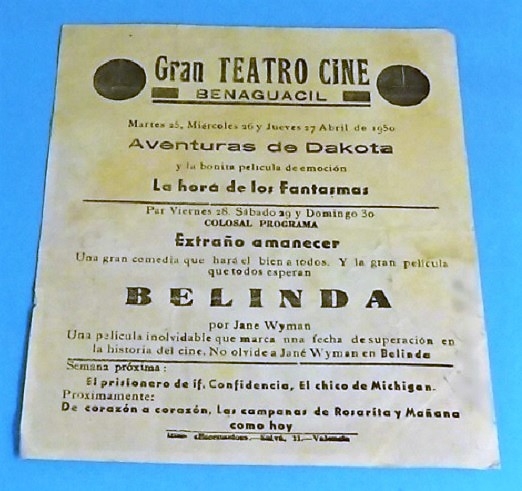 Gran TEATRO CiNE
BENAGUACIL
Martes 25, Miércoles 26 y Jueves 27 Abril de 1950
Aventuras de Dakota
y la bonita película de emoción
La hora de los Fantasmas
Par Viernes 28, Sábado 29 y Domingo 30
COLOSAL PROGRAMA
Extraño amanecer
Una gran comedia que hará el bien a todos. Y la gran película
que todos esperan
BELINDA
por Jane Wyman
Una película inolvidable que marca una fecha de superación en
la historia del cine. No olvide a Jane Wyman en Belinda
Semana próxima:
El prisionero de if, Confidencia, El chico de Michigan.
Proximamente:
De corazón a corazón, Las campanas de Rosarita y Mañana
como hoy
11.—Valencia